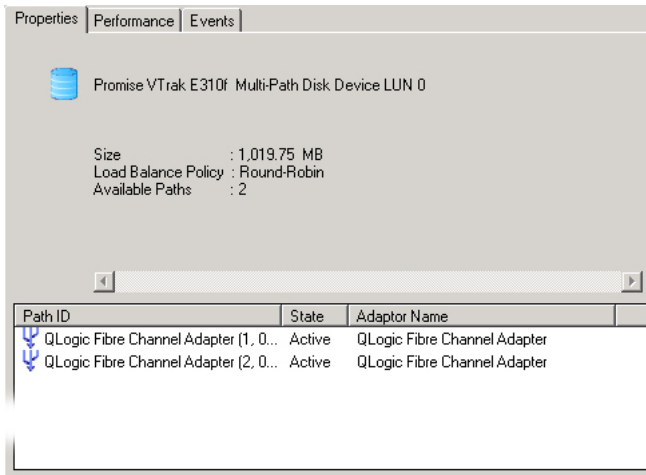 Properties Performance Events
Promise VTrak E310f Multi-Path Disk Device LUN 0
Size : 1,019.75 MB
Load Balance Policy : Round-Robin
Available Paths : 2
Path ID State Adaptor Name
QLogic Fibre Channel Adapter (1, 0... Active QLogic Fibre Channel Adapter
QLogic Fibre Channel Adapter (2, 0... Active QLogic Fibre Channel Adapter